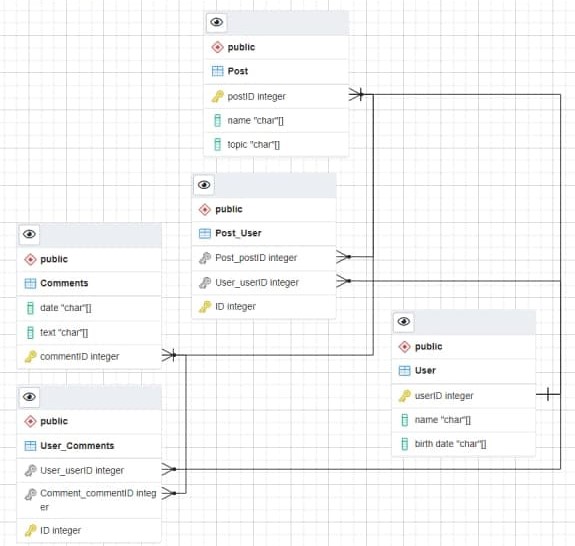 public
Post
postID integer
name "char"[]
topic "char"[]
public
Post_User
Post_postID integer
User_userID integer
ID integer
public
Comments
date "char"[]
text "char"[]
commentID integer
public
User
userID integer
name "char"[]
birth date "char"[]
public
User_Comments
User_userID integer
Comment_commentID integ
er
ID integer